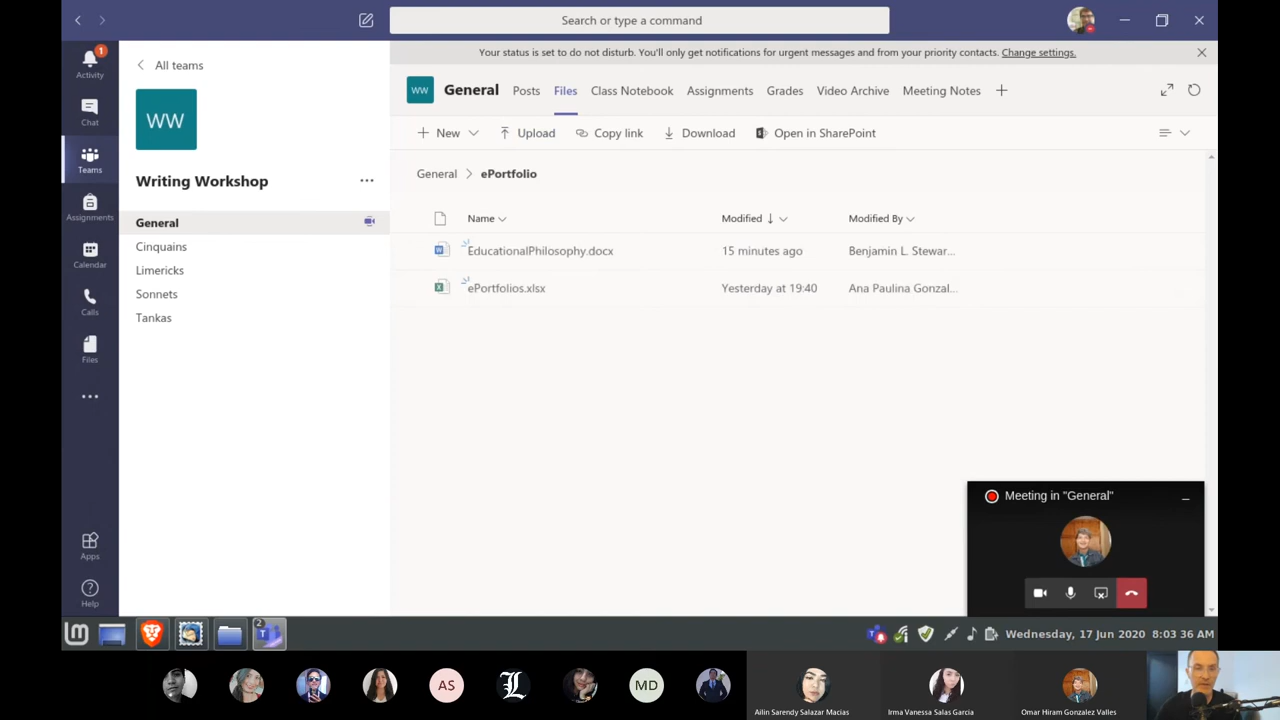 Search or type a command
Your status is set to do not disturb. You'll only get notifications for urgent messages and from your priority contacts. Change settings.
1
Activity
Chat
Teams
Assignments
Calendar
Calls
Files
Apps
Help
All teams
WW
Writing Workshop
General
Cinquains
Limericks
Sonnets
Tankas
WW General Posts Files Class Notebook Assignments Grades Video Archive Meeting Notes
New Upload Copy link Download Open in SharePoint
General > ePortfolio
Name Modified Modified By
EducationalPhilosophy.docx 15 minutes ago Benjamin L. Stewar...
ePortfolios.xlsx Yesterday at 19:40 Ana Paulina Gonzal...
Meeting in "General"
2
Wednesday, 17 Jun 2020 8:03:36 AM
AS L MD
Ailin Sarendy Salazar Macias Irma Vanessa Salas Garcia Omar Hiram Gonzalez Valles